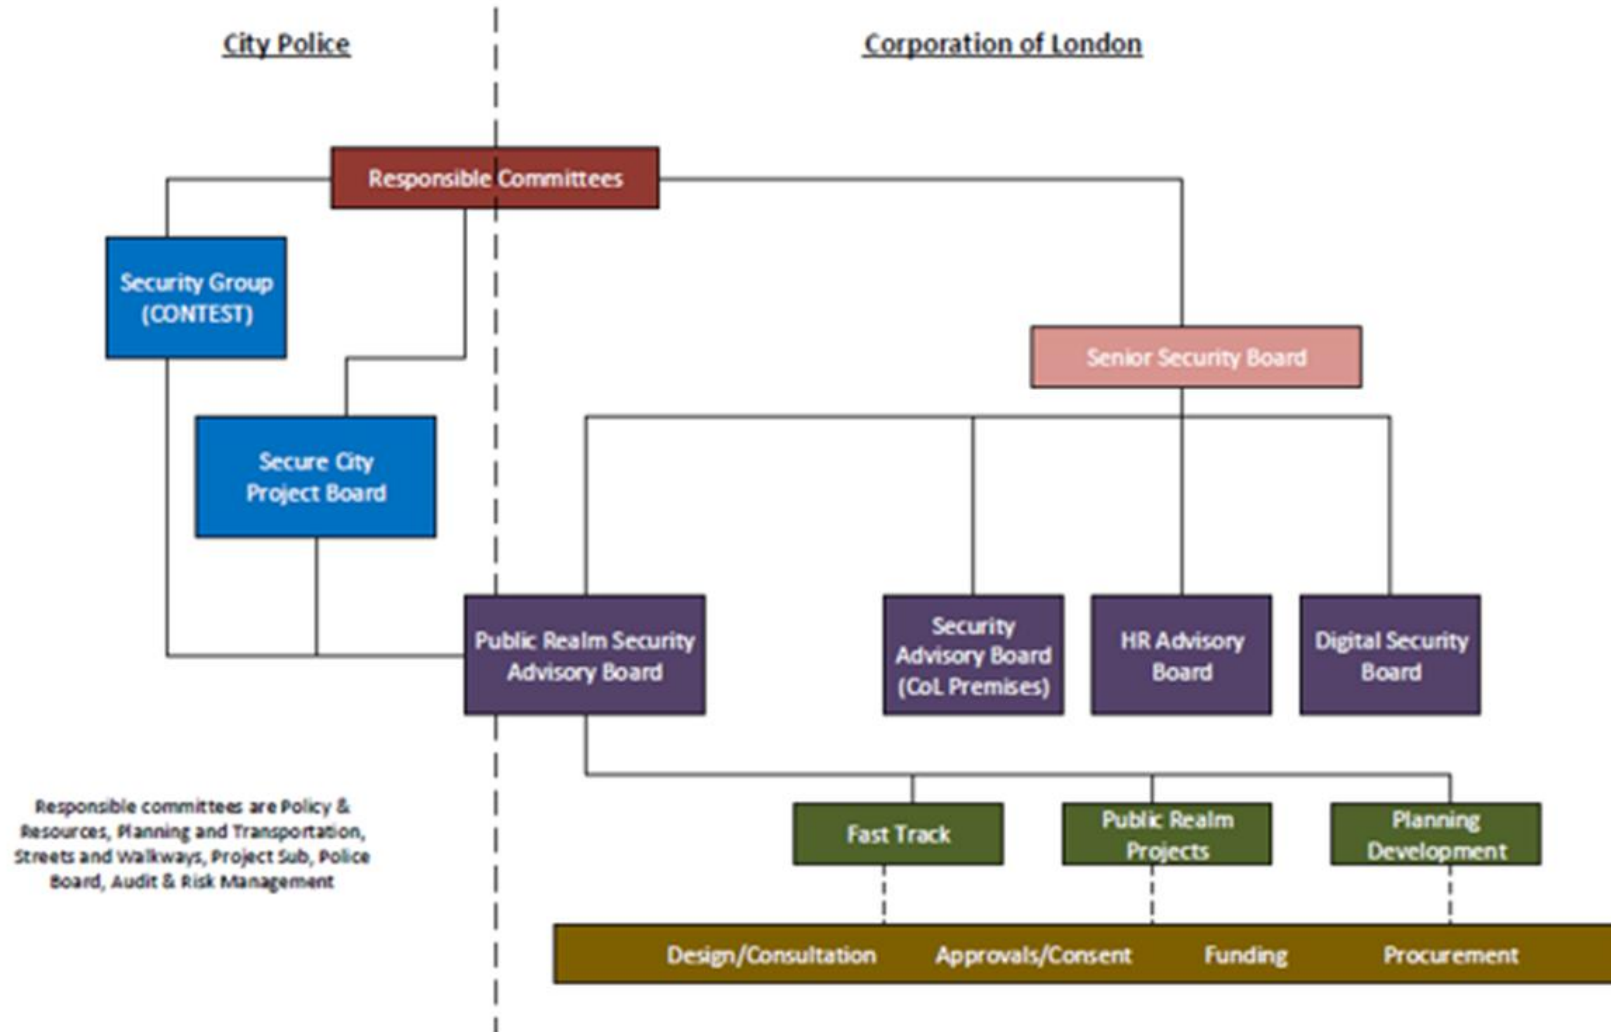 City Police
Corporation of London
Responsible Committees
Security Group
(CONTEST)
Senior Security Board
Secure City
Project Board
Public Realm Security
Advisory Board
Security
Advisory Board
(CoL Premises)
HR Advisory
Board
Digital Security
Board
Responsible committees are Policy &
Resources, Planning and Transportation,
Streets and Walkways, Project Sub, Police
Board, Audit & Risk Management
Fast Track
Public Realm
Projects
Planning
Development
Design/Consultation Approvals/Consent Funding Procurement